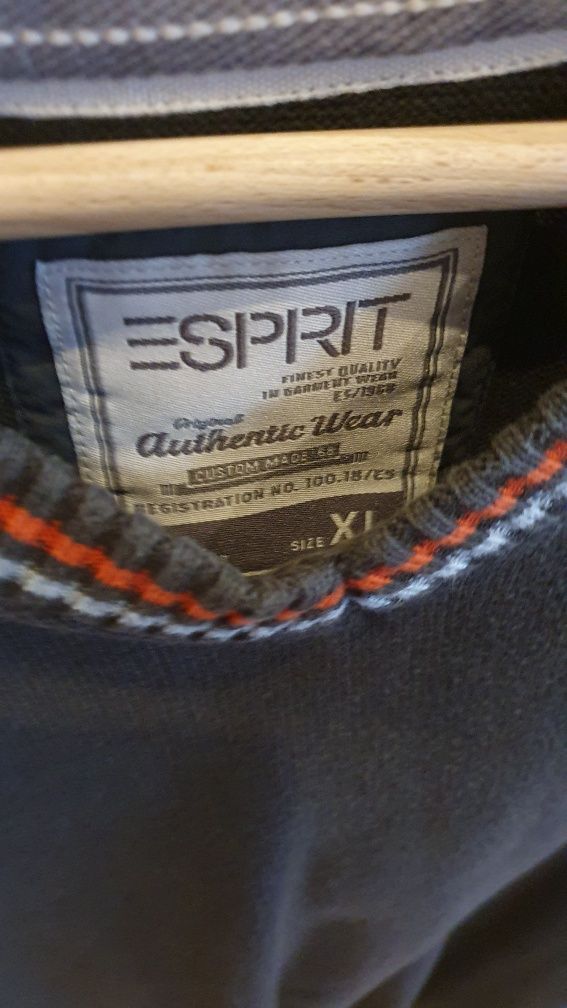 ESPRIT
FINEST QUALITY
IN GARMENT WEAR
ES/1968
Original
Authentic Wear
CUSTOM MADE 68
REGISTRATION NO. 100.18/ES
SIZE XL